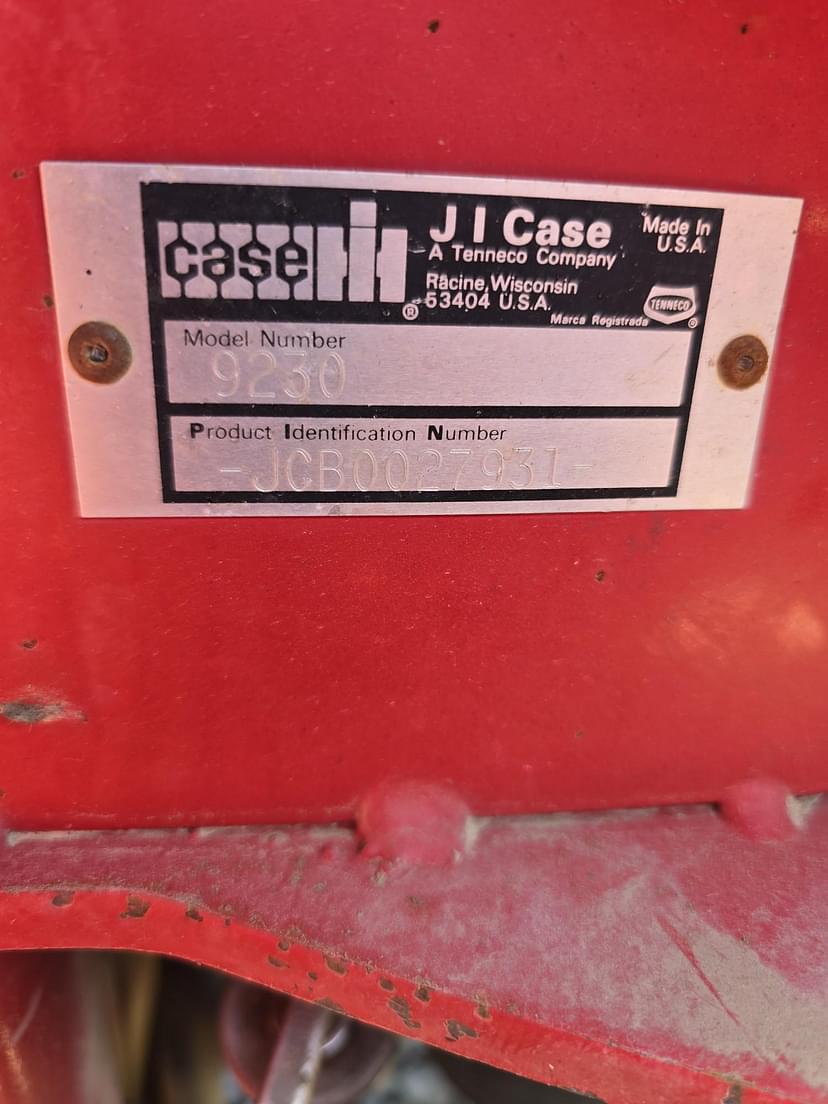 case IH ®
J I Case
A Tenneco Company
Racine, Wisconsin
53404 U.S.A.
Made In
U.S.A.
TENNECO
Marca Registrada ®
Model Number
9230
Product Identification Number
-JCB0027931-